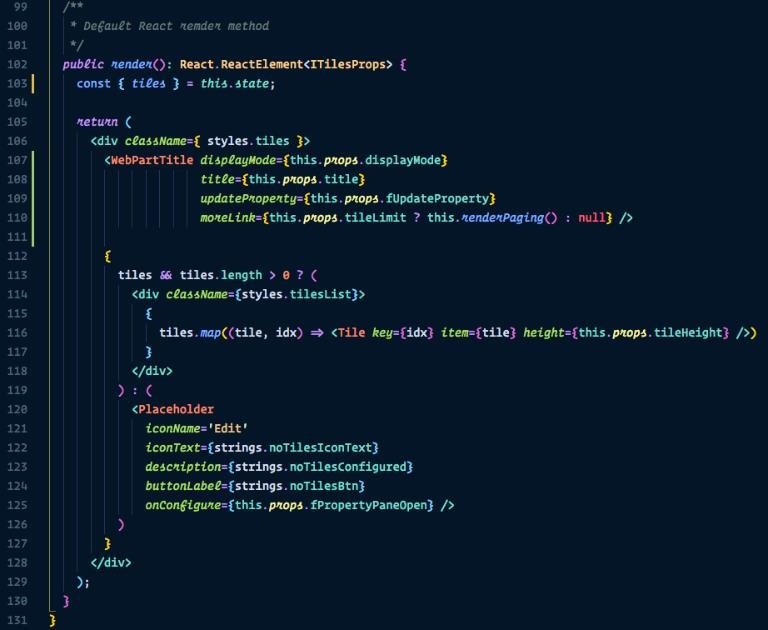 99 /**
100 * Default React render method
101 */
102 public render(): React.ReactElement<ITilesProps> {
103 const { tiles } = this.state;
104
105 return (
106 <div className={ styles.tiles }>
107 <WebPartTitle displayMode={this.props.displayMode}
108 title={this.props.title}
109 updateProperty={this.props.fUpdateProperty}
110 moreLink={this.props.tileLimit ? this.renderPaging() : null} />
111
112 {
113 tiles && tiles.length > 0 ? (
114 <div className={styles.tilesList}>
115 {
116 tiles.map((tile, idx) => <Tile key={idx} item={tile} height={this.props.tileHeight} />)
117 }
118 </div>
119 ) : (
120 <Placeholder
121 iconName='Edit'
122 iconText={strings.noTilesIconText}
123 description={strings.noTilesConfigured}
124 buttonLabel={strings.noTilesBtn}
125 onConfigure={this.props.fPropertyPaneOpen} />
126 )
127 }
128 </div>
129 );
130 }
131 }